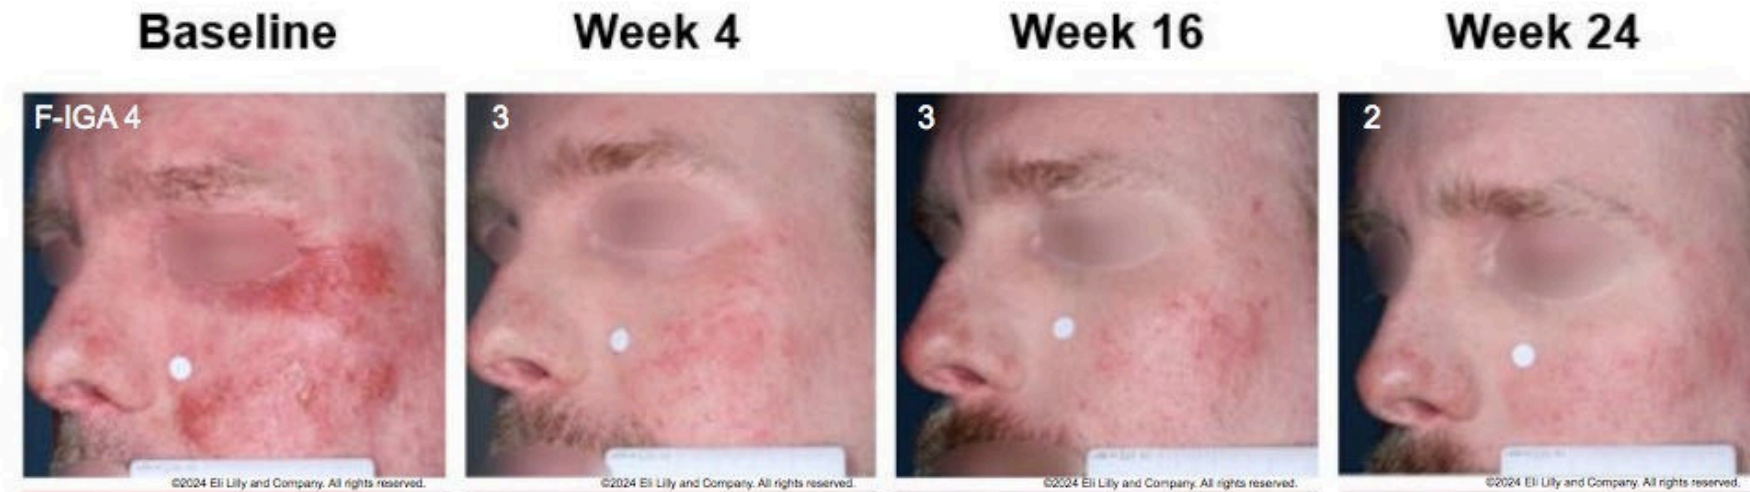 Baseline
Week 4
Week 16
Week 24
F-IGA 4
3
3
2
©2024 Eli Lilly and Company. All rights reserved.
©2024 Eli Lilly and Company. All rights reserved.
©2024 Eli Lilly and Company. All rights reserved.
©2024 Eli Lilly and Company. All rights reserved.